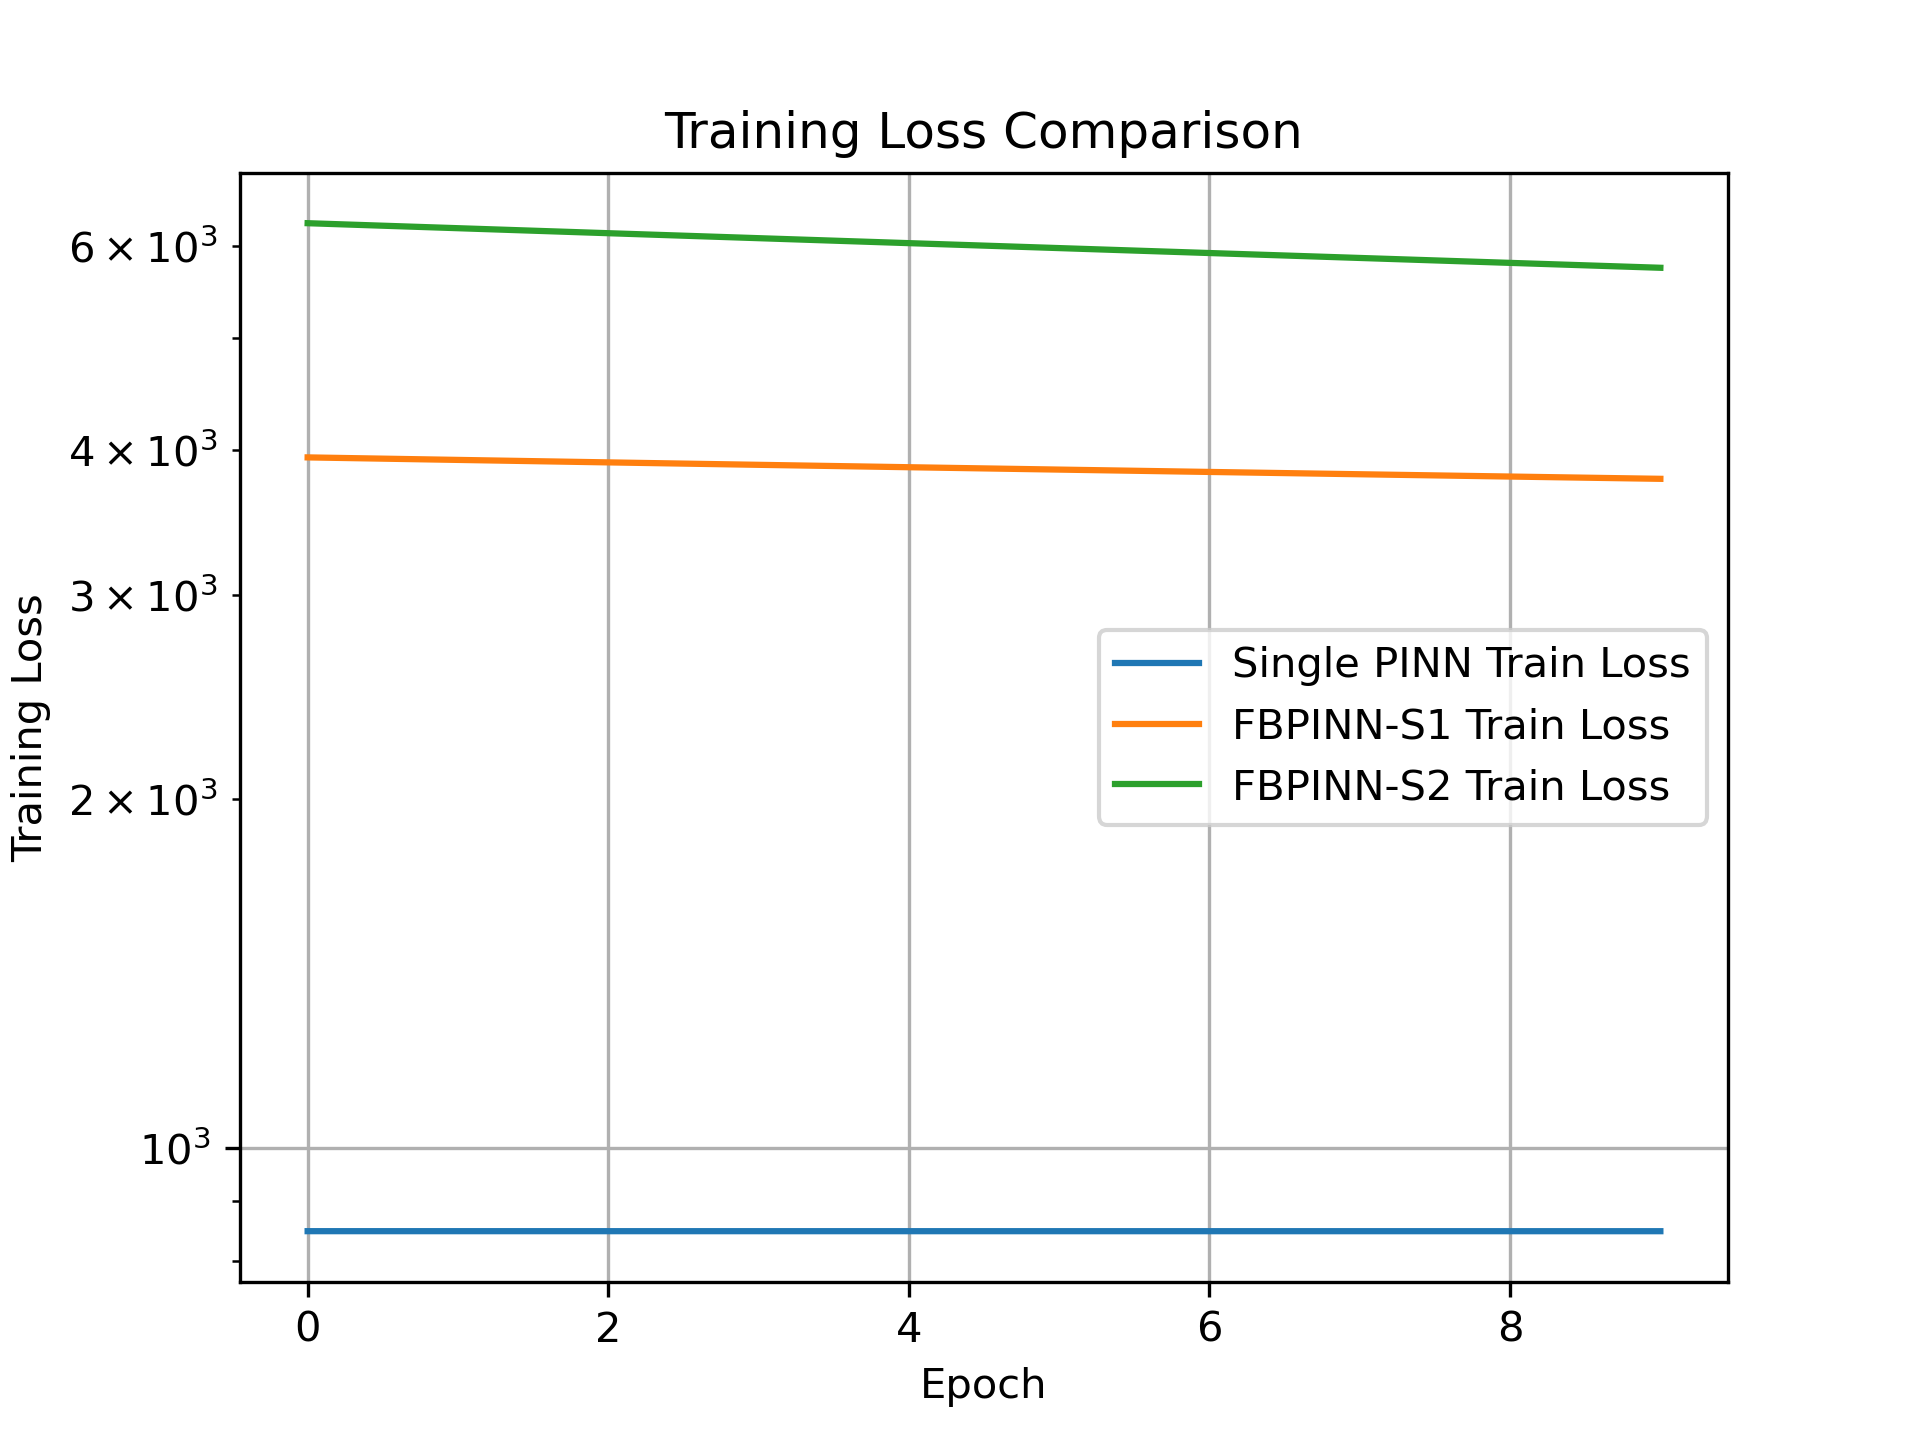 Training Loss Comparison
Training Loss
6 × 10³
4 × 10³
3 × 10³
2 × 10³
10³
Single PINN Train Loss
FBPINN-S1 Train Loss
FBPINN-S2 Train Loss
0 2 4 6 8
Epoch